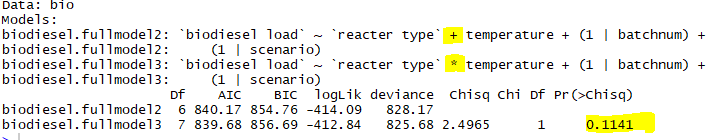 Data: bio
Models:
biodiesel.fullmodel2: `biodiesel load` ~ `reacter type` + temperature + (1 | batchnum) +
biodiesel.fullmodel2:     (1 | scenario)
biodiesel.fullmodel3: `biodiesel load` ~ `reacter type` * temperature + (1 | batchnum) +
biodiesel.fullmodel3:     (1 | scenario)
Df AIC BIC logLik deviance Chisq Chi Df Pr(>Chisq)
biodiesel.fullmodel2 6 840.17 854.76 -414.09 828.17
biodiesel.fullmodel3 7 839.68 856.69 -412.84 825.68 2.4965 1 0.1141
>